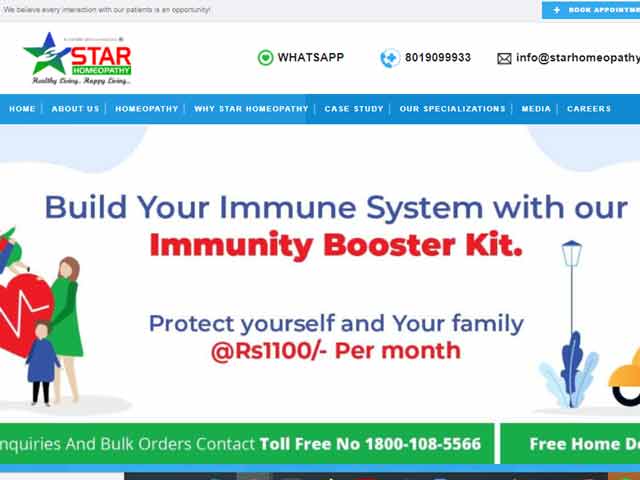 We believe every interaction with our patients is an opportunity!
BOOK APPOINTM
STAR
HOMEOPATHY
Healthy Living.. Happy Living...
WHATSAPP
8019099933
info@starhomeopathy
HOME
ABOUT US
HOMEOPATHY
WHY STAR HOMEOPATHY
CASE STUDY
OUR SPECIALIZATIONS
MEDIA
CAREERS
Build Your Immune System with our
Immunity Booster Kit.
Protect yourself and Your family
@Rs1100/- Per month
nquiries And Bulk Orders Contact Toll Free No 1800-108-5566
Free Home De